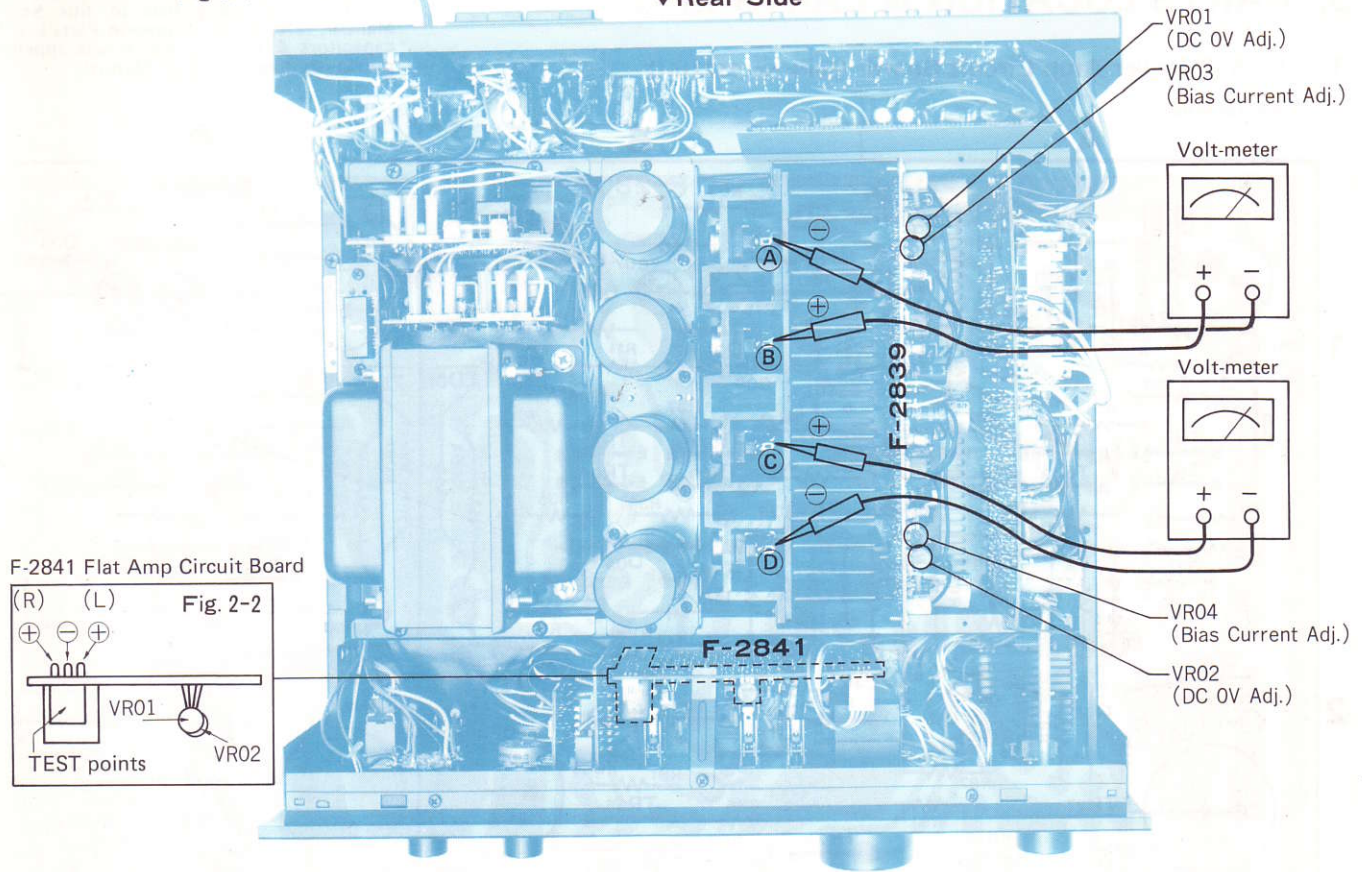 Rear Side
VR01
(DC 0V Adj.)
VR03
(Bias Current Adj.)
Volt-meter
+ −
Volt-meter
+ −
⊖
Ⓐ
⊕
Ⓑ
F-2839
⊕
Ⓒ
⊖
Ⓓ
VR04
(Bias Current Adj.)
VR02
(DC 0V Adj.)
F-2841
F-2841 Flat Amp Circuit Board
(R) (L) Fig. 2-2
⊕ ⊖ ⊕
VR01
VR02
TEST points